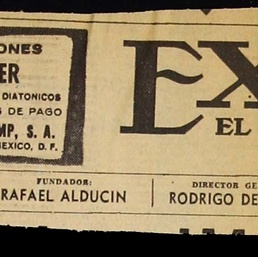 ONES
ER
DIATONICOS
S DE PAGO
MP, S. A.
MEXICO, D. F.
EX
EL
FUNDADOR:
RAFAEL ALDUCIN
DIRECTOR GE
RODRIGO DE